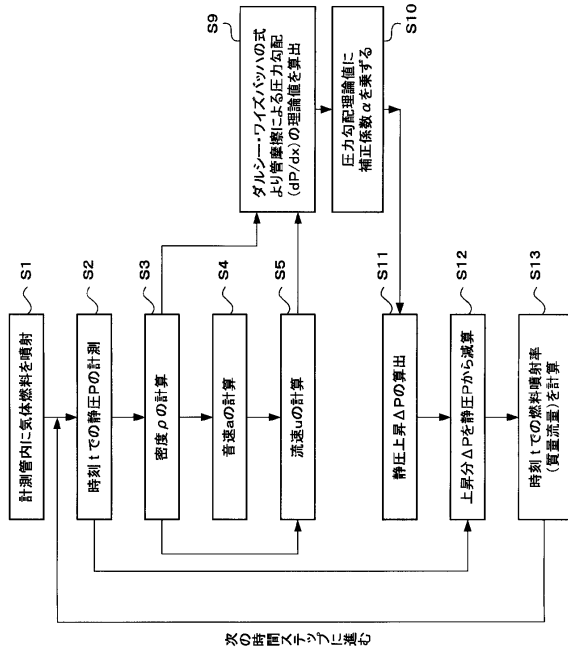 S1
計測管内に気体燃料を噴射
S2
時刻tでの静圧Pの計測
S3
密度ρの計算
S4
音速aの計算
S5
流速uの計算
S9
ダルシー・ワイズバッハの式
より管摩擦による圧力勾配
(dP/dx)の理論値を算出
S10
圧力勾配理論値に
補正係数αを乗ずる
S11
静圧上昇ΔPの算出
S12
上昇分ΔPを静圧Pから減算
S13
時刻tでの燃料噴射率
(質量流量)を計算
次の時間ステップに進む